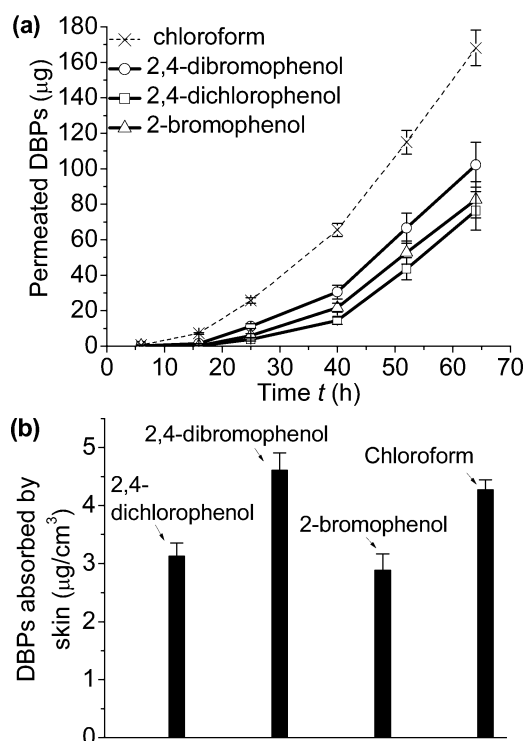 (a)
180
160
140
120
100
80
60
40
20
0
Permeated DBPs (μg)
chloroform
2,4-dibromophenol
2,4-dichlorophenol
2-bromophenol
0 10 20 30 40 50 60 70
Time t (h)
(b)
5
4
3
2
1
0
DBPs absorbed by
skin (μg/cm³)
2,4-
dichlorophenol
2,4-dibromophenol
2-bromophenol
Chloroform